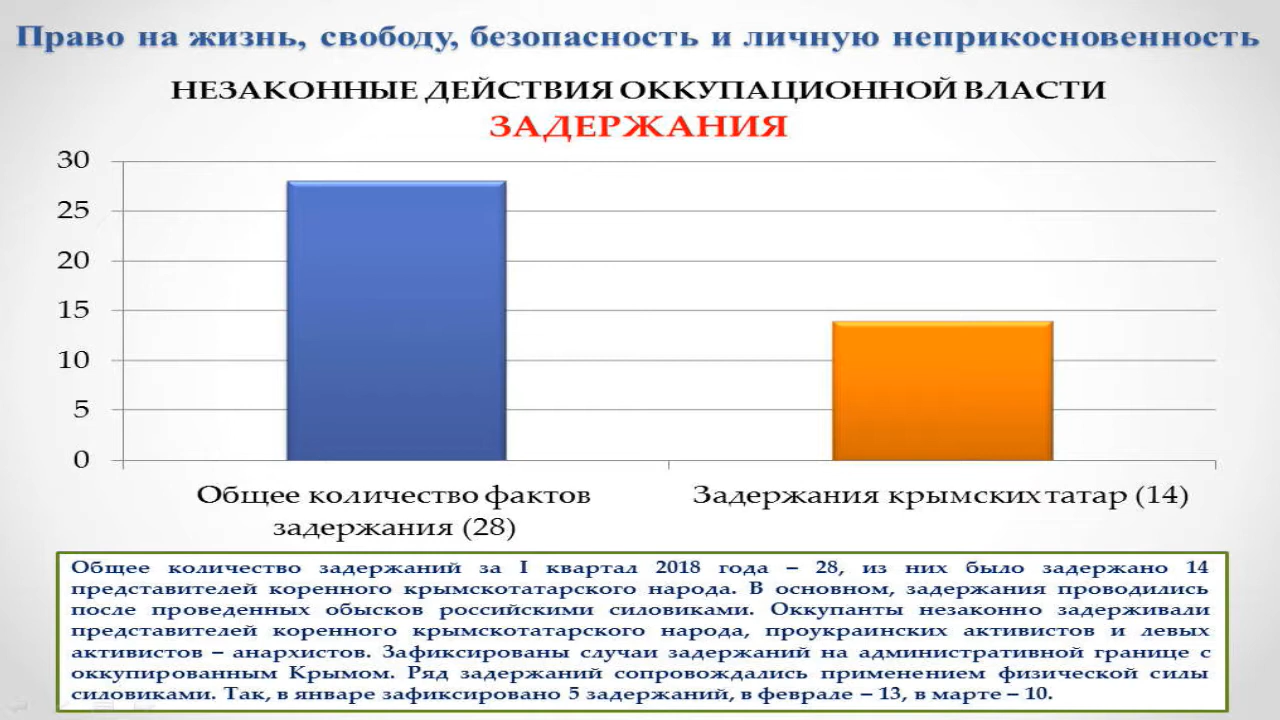 Право на жизнь, свободу, безопасность и личную неприкосновенность
НЕЗАКОННЫЕ ДЕЙСТВИЯ ОККУПАЦИОННОЙ ВЛАСТИ
ЗАДЕРЖАНИЯ
30
25
20
15
10
5
0
Общее количество фактов
задержания (28)
Задержания крымских татар (14)
Общее количество задержаний за I квартал 2018 года – 28, из них было задержано 14
представителей коренного крымскотатарского народа. В основном, задержания проводились
после проведенных обысков российскими силовиками. Оккупанты незаконно задерживали
представителей коренного крымскотатарского народа, проукраинских активистов и левых
активистов – анархистов. Зафиксированы случаи задержаний на административной границе с
оккупированным Крымом. Ряд задержаний сопровождались применением физической силы
силовиками. Так, в январе зафиксировано 5 задержаний, в феврале – 13, в марте – 10.